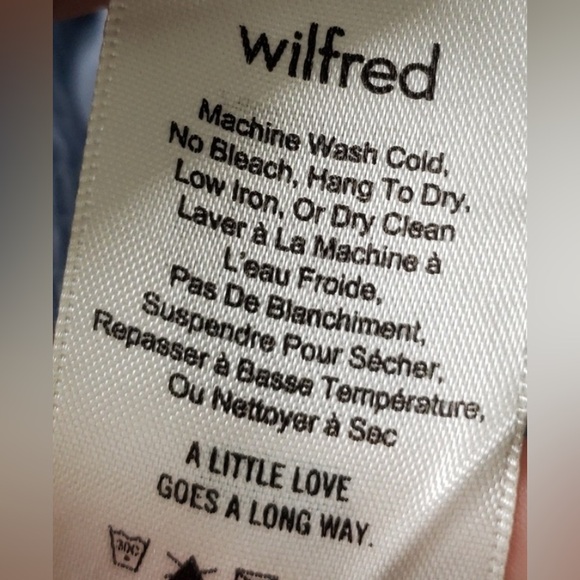 wilfred
Machine Wash Cold,
No Bleach, Hang To Dry,
Low Iron, Or Dry Clean
Laver à La Machine à
L'eau Froide,
Pas De Blanchiment,
Suspendre Pour Sécher,
Repasser à Basse Température,
Ou Nettoyer à Sec
A LITTLE LOVE
GOES A LONG WAY.
30C